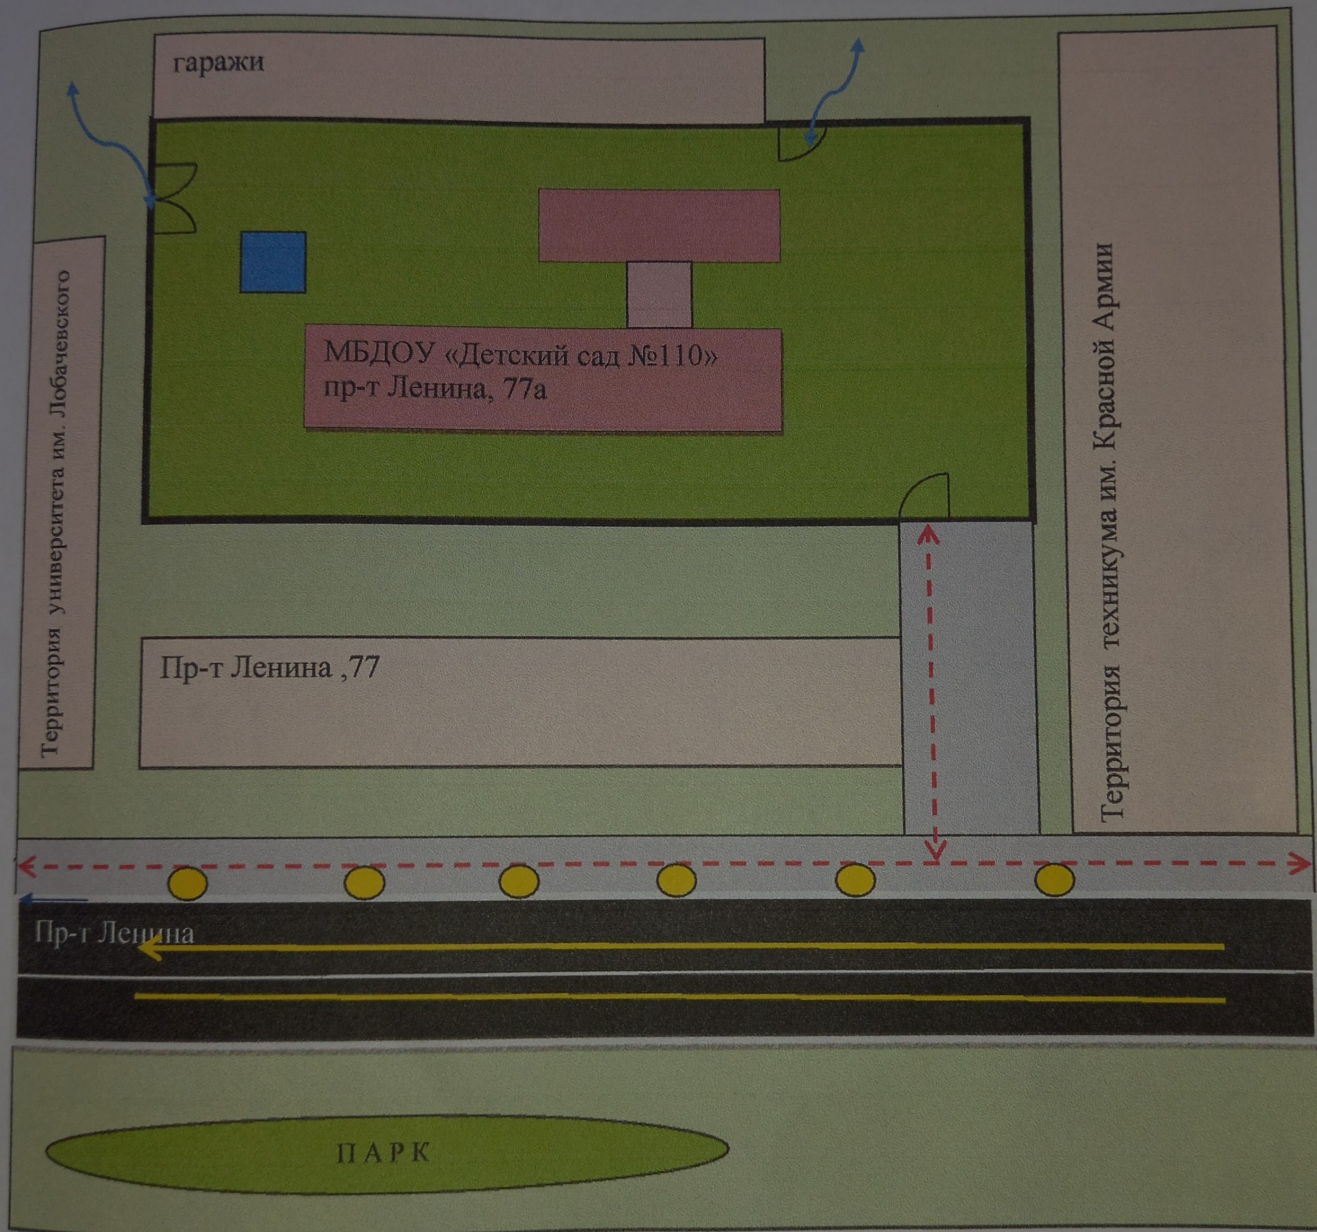 гаражи
МБДОУ «Детский сад №110»
пр-т Ленина, 77а
Территория университета им. Лобачевского
Территория техникума им. Красной Армии
Пр-т Ленина ,77
Пр-т Ленина
ПАРК